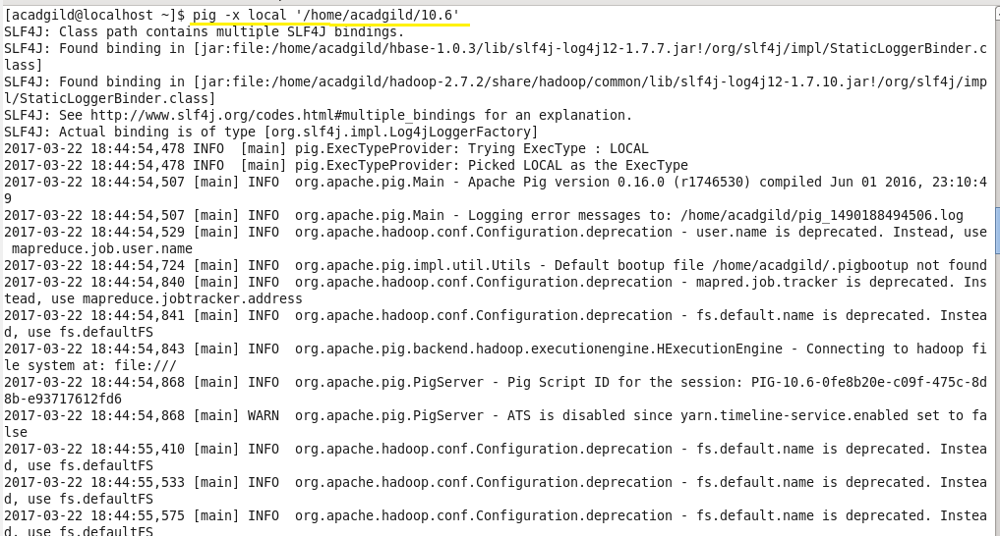 [acadgild@localhost ~]$ pig -x local '/home/acadgild/10.6'
SLF4J: Class path contains multiple SLF4J bindings.
SLF4J: Found binding in [jar:file:/home/acadgild/hbase-1.0.3/lib/slf4j-log4j12-1.7.7.jar!/org/slf4j/impl/StaticLoggerBinder.c
lass]
SLF4J: Found binding in [jar:file:/home/acadgild/hadoop-2.7.2/share/hadoop/common/lib/slf4j-log4j12-1.7.10.jar!/org/slf4j/imp
l/StaticLoggerBinder.class]
SLF4J: See http://www.slf4j.org/codes.html#multiple_bindings for an explanation.
SLF4J: Actual binding is of type [org.slf4j.impl.Log4jLoggerFactory]
2017-03-22 18:44:54,478 INFO  [main] pig.ExecTypeProvider: Trying ExecType : LOCAL
2017-03-22 18:44:54,478 INFO  [main] pig.ExecTypeProvider: Picked LOCAL as the ExecType
2017-03-22 18:44:54,507 [main] INFO  org.apache.pig.Main - Apache Pig version 0.16.0 (r1746530) compiled Jun 01 2016, 23:10:4
9
2017-03-22 18:44:54,507 [main] INFO  org.apache.pig.Main - Logging error messages to: /home/acadgild/pig_1490188494506.log
2017-03-22 18:44:54,529 [main] INFO  org.apache.hadoop.conf.Configuration.deprecation - user.name is deprecated. Instead, use
 mapreduce.job.user.name
2017-03-22 18:44:54,724 [main] INFO  org.apache.pig.impl.util.Utils - Default bootup file /home/acadgild/.pigbootup not found
2017-03-22 18:44:54,840 [main] INFO  org.apache.hadoop.conf.Configuration.deprecation - mapred.job.tracker is deprecated. Ins
tead, use mapreduce.jobtracker.address
2017-03-22 18:44:54,841 [main] INFO  org.apache.hadoop.conf.Configuration.deprecation - fs.default.name is deprecated. Instea
d, use fs.defaultFS
2017-03-22 18:44:54,843 [main] INFO  org.apache.pig.backend.hadoop.executionengine.HExecutionEngine - Connecting to hadoop fi
le system at: file:///
2017-03-22 18:44:54,868 [main] INFO  org.apache.pig.PigServer - Pig Script ID for the session: PIG-10.6-0fe8b20e-c09f-475c-8d
8b-e93717612fd6
2017-03-22 18:44:54,868 [main] WARN  org.apache.pig.PigServer - ATS is disabled since yarn.timeline-service.enabled set to fa
lse
2017-03-22 18:44:55,410 [main] INFO  org.apache.hadoop.conf.Configuration.deprecation - fs.default.name is deprecated. Instea
d, use fs.defaultFS
2017-03-22 18:44:55,533 [main] INFO  org.apache.hadoop.conf.Configuration.deprecation - fs.default.name is deprecated. Instea
d, use fs.defaultFS
2017-03-22 18:44:55,575 [main] INFO  org.apache.hadoop.conf.Configuration.deprecation - fs.default.name is deprecated. Instea
d, use fs.defaultFS